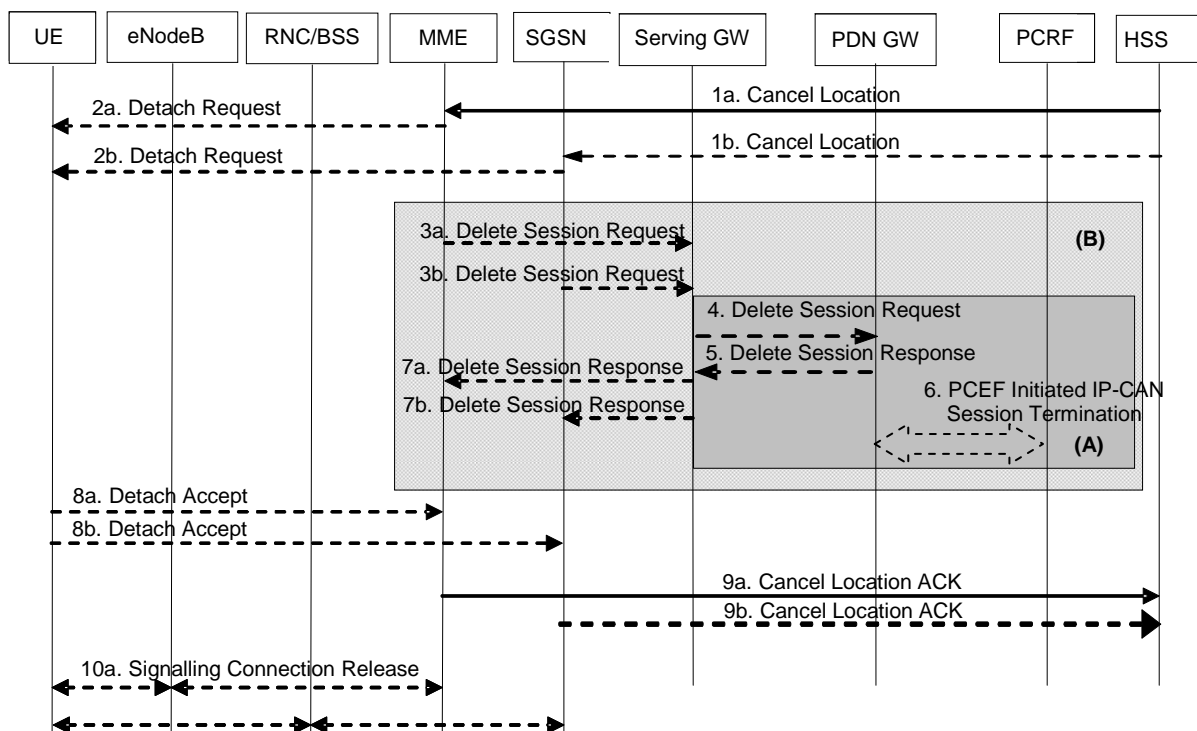 UE eNodeB RNC/BSS MME SGSN Serving GW PDN GW PCRF HSS
1a. Cancel Location
2a. Detach Request
1b. Cancel Location
2b. Detach Request
3a. Delete Session Request
(B)
3b. Delete Session Request
4. Delete Session Request
5. Delete Session Response
7a. Delete Session Response
6. PCEF Initiated IP-CAN
Session Termination
7b. Delete Session Response
(A)
8a. Detach Accept
8b. Detach Accept
9a. Cancel Location ACK
9b. Cancel Location ACK
10a. Signalling Connection Release